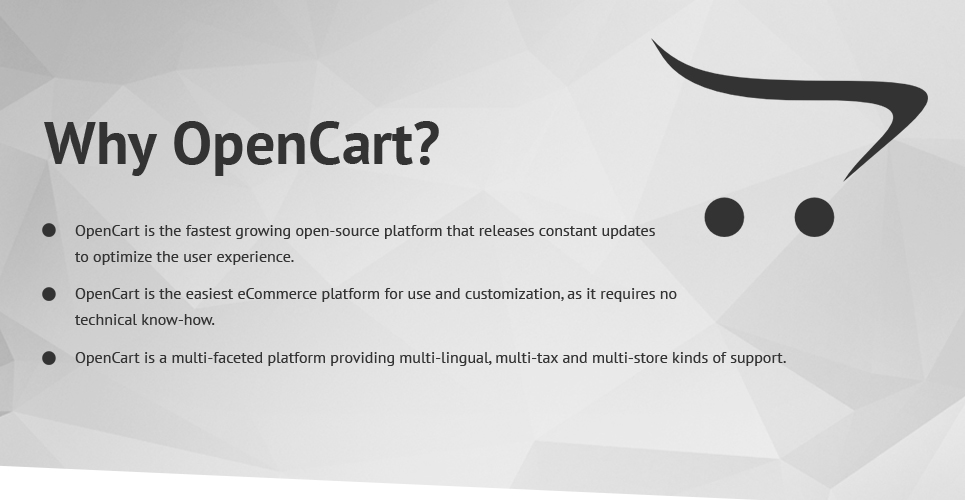 Why OpenCart?
OpenCart is the fastest growing open-source platform that releases constant updates
to optimize the user experience.
OpenCart is the easiest eCommerce platform for use and customization, as it requires no
technical know-how.
OpenCart is a multi-faceted platform providing multi-lingual, multi-tax and multi-store kinds of support.